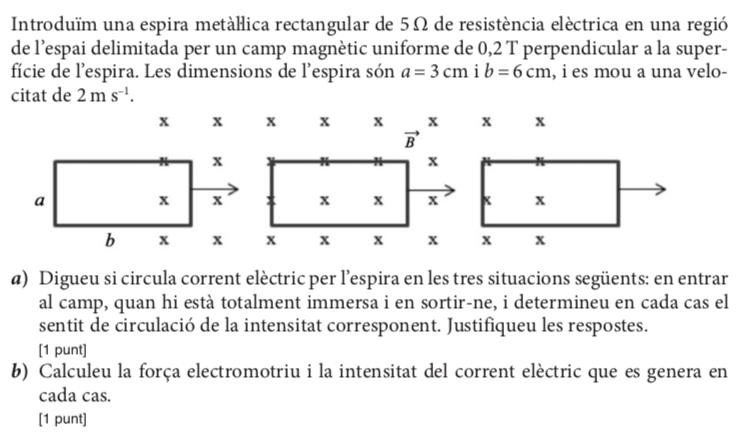 Introduïm una espira metàl·lica rectangular de 5 Ω de resistència elèctrica en una regió
de l’espai delimitada per un camp magnètic uniforme de 0,2 T perpendicular a la super-
fície de l’espira. Les dimensions de l’espira són a = 3 cm i b = 6 cm, i es mou a una velo-
citat de 2 m s⁻¹.
x x x x x x x x
B⃗
x x x x x x x x
a x x x x x x x x
b x x x x x x x x
a) Digueu si circula corrent elèctric per l’espira en les tres situacions següents: en entrar
al camp, quan hi està totalment immersa i en sortir-ne, i determineu en cada cas el
sentit de circulació de la intensitat corresponent. Justifiqueu les respostes.
[1 punt]
b) Calculeu la força electromotriu i la intensitat del corrent elèctric que es genera en
cada cas.
[1 punt]